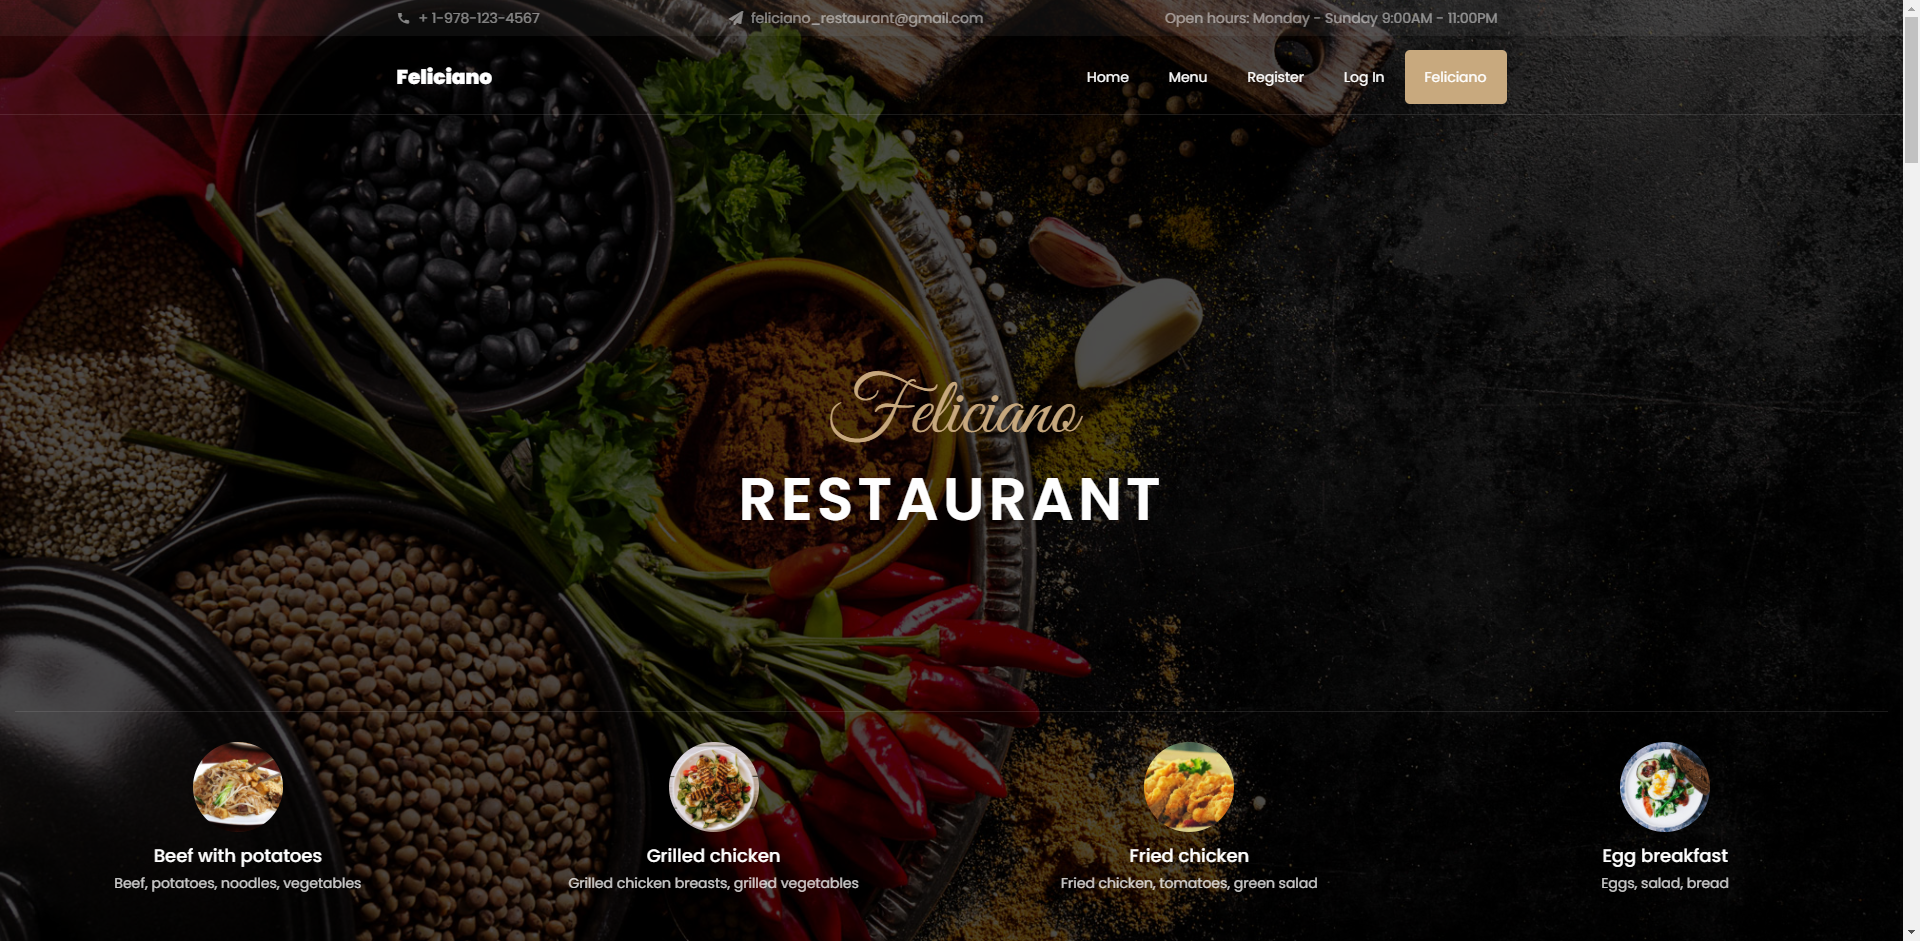 + 1-978-123-4567
feliciano_restaurant@gmail.com
Open hours: Monday - Sunday 9:00AM - 11:00PM
Feliciano
Home
Menu
Register
Log In
Feliciano
Feliciano
RESTAURANT
Beef with potatoes
Beef, potatoes, noodles, vegetables
Grilled chicken
Grilled chicken breasts, grilled vegetables
Fried chicken
Fried chicken, tomatoes, green salad
Egg breakfast
Eggs, salad, bread